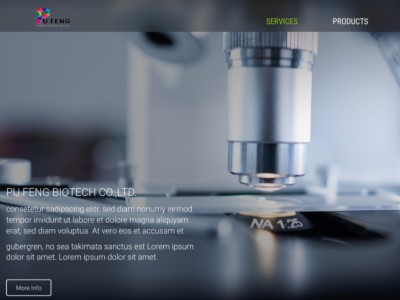 PU FENG
SERVICES
PRODUCTS
NA 1.25
PU FENG BIOTECH CO.,LTD.
consetetur sadipscing elitr, sed diam nonumy eirmod
tempor invidunt ut labore et dolore magna aliquyam
erat, sed diam voluptua. At vero eos et accusam et
gubergren, no sea takimata sanctus est Lorem ipsum
dolor sit amet. Lorem ipsum dolor sit amet.
More Info